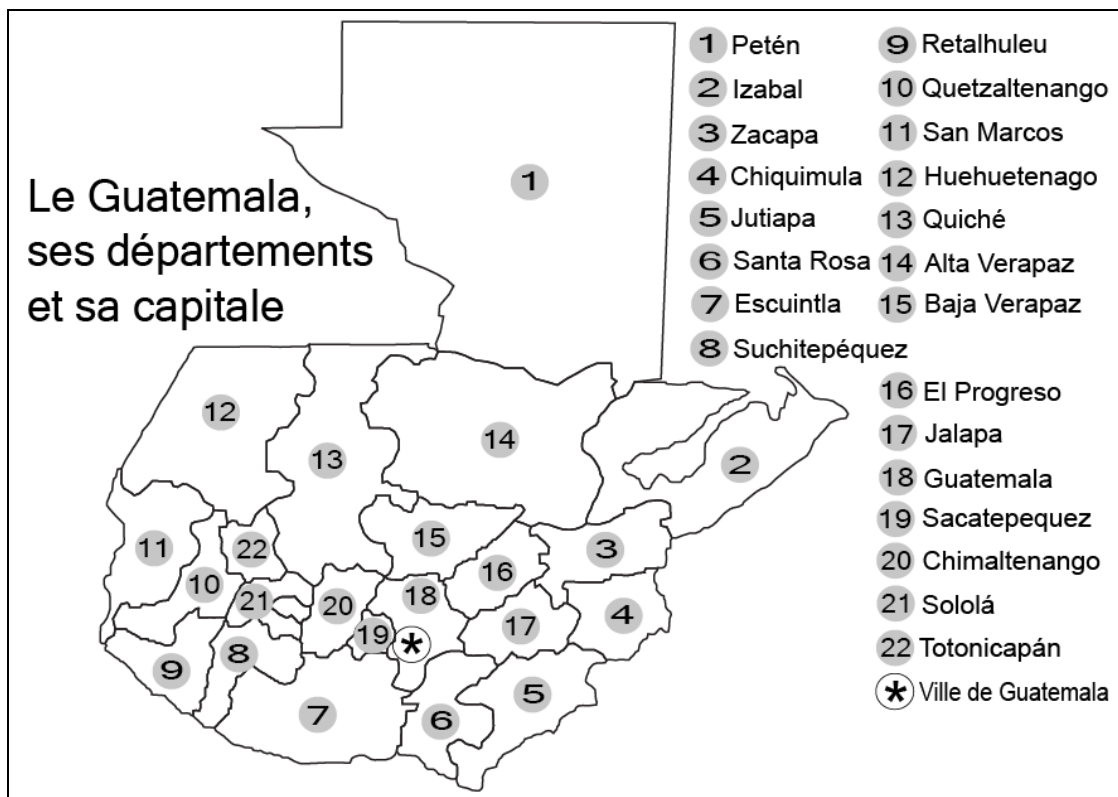 Le Guatemala,
ses départements
et sa capitale
1 Petén
2 Izabal
3 Zacapa
4 Chiquimula
5 Jutiapa
6 Santa Rosa
7 Escuintla
8 Suchitepéquez
9 Retalhuleu
10 Quetzaltenango
11 San Marcos
12 Huehuetenago
13 Quiché
14 Alta Verapaz
15 Baja Verapaz
16 El Progreso
17 Jalapa
18 Guatemala
19 Sacatepequez
20 Chimaltenango
21 Sololá
22 Totonicapán
* Ville de Guatemala
1
12
14
13
2
11
22
15
3
10
16
21
20
18
4
19
*
17
8
9
5
7
6